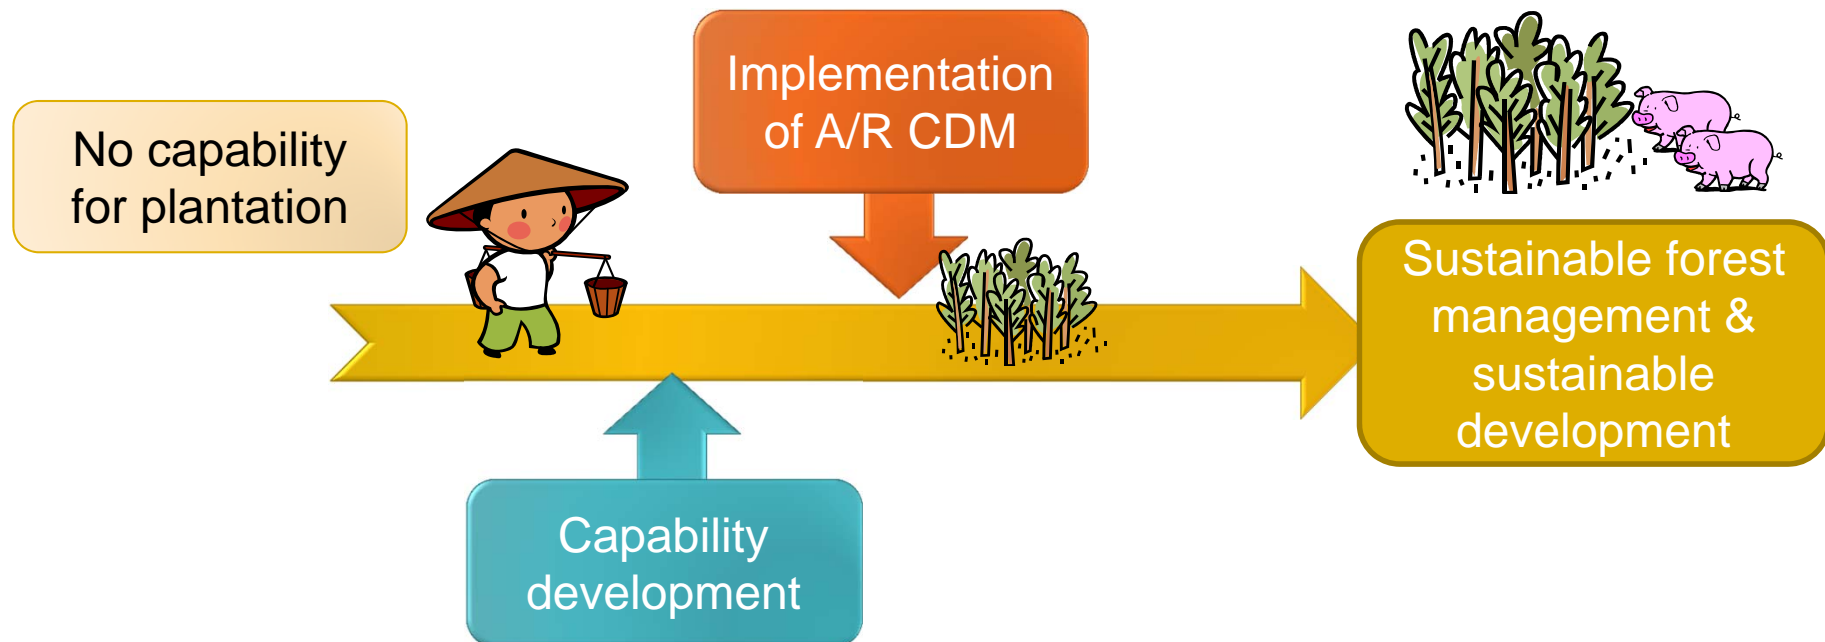 No capability
for plantation
Implementation
of A/R CDM
Capability
development
Sustainable forest
management &
sustainable
development